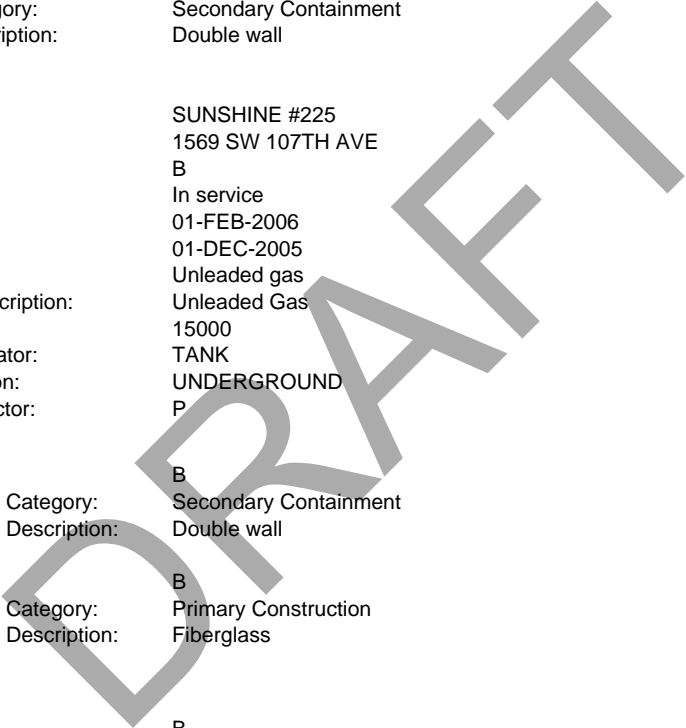 gory: Secondary Containment
ription: Double wall
SUNSHINE #225
1569 SW 107TH AVE
B
In service
01-FEB-2006
01-DEC-2005
Unleaded gas
cription: Unleaded Gas
15000
ator: TANK
on: UNDERGROUND
ctor: P
B
Category: Secondary Containment
Description: Double wall
B
Category: Primary Construction
Description: Fiberglass
B
DRAFT